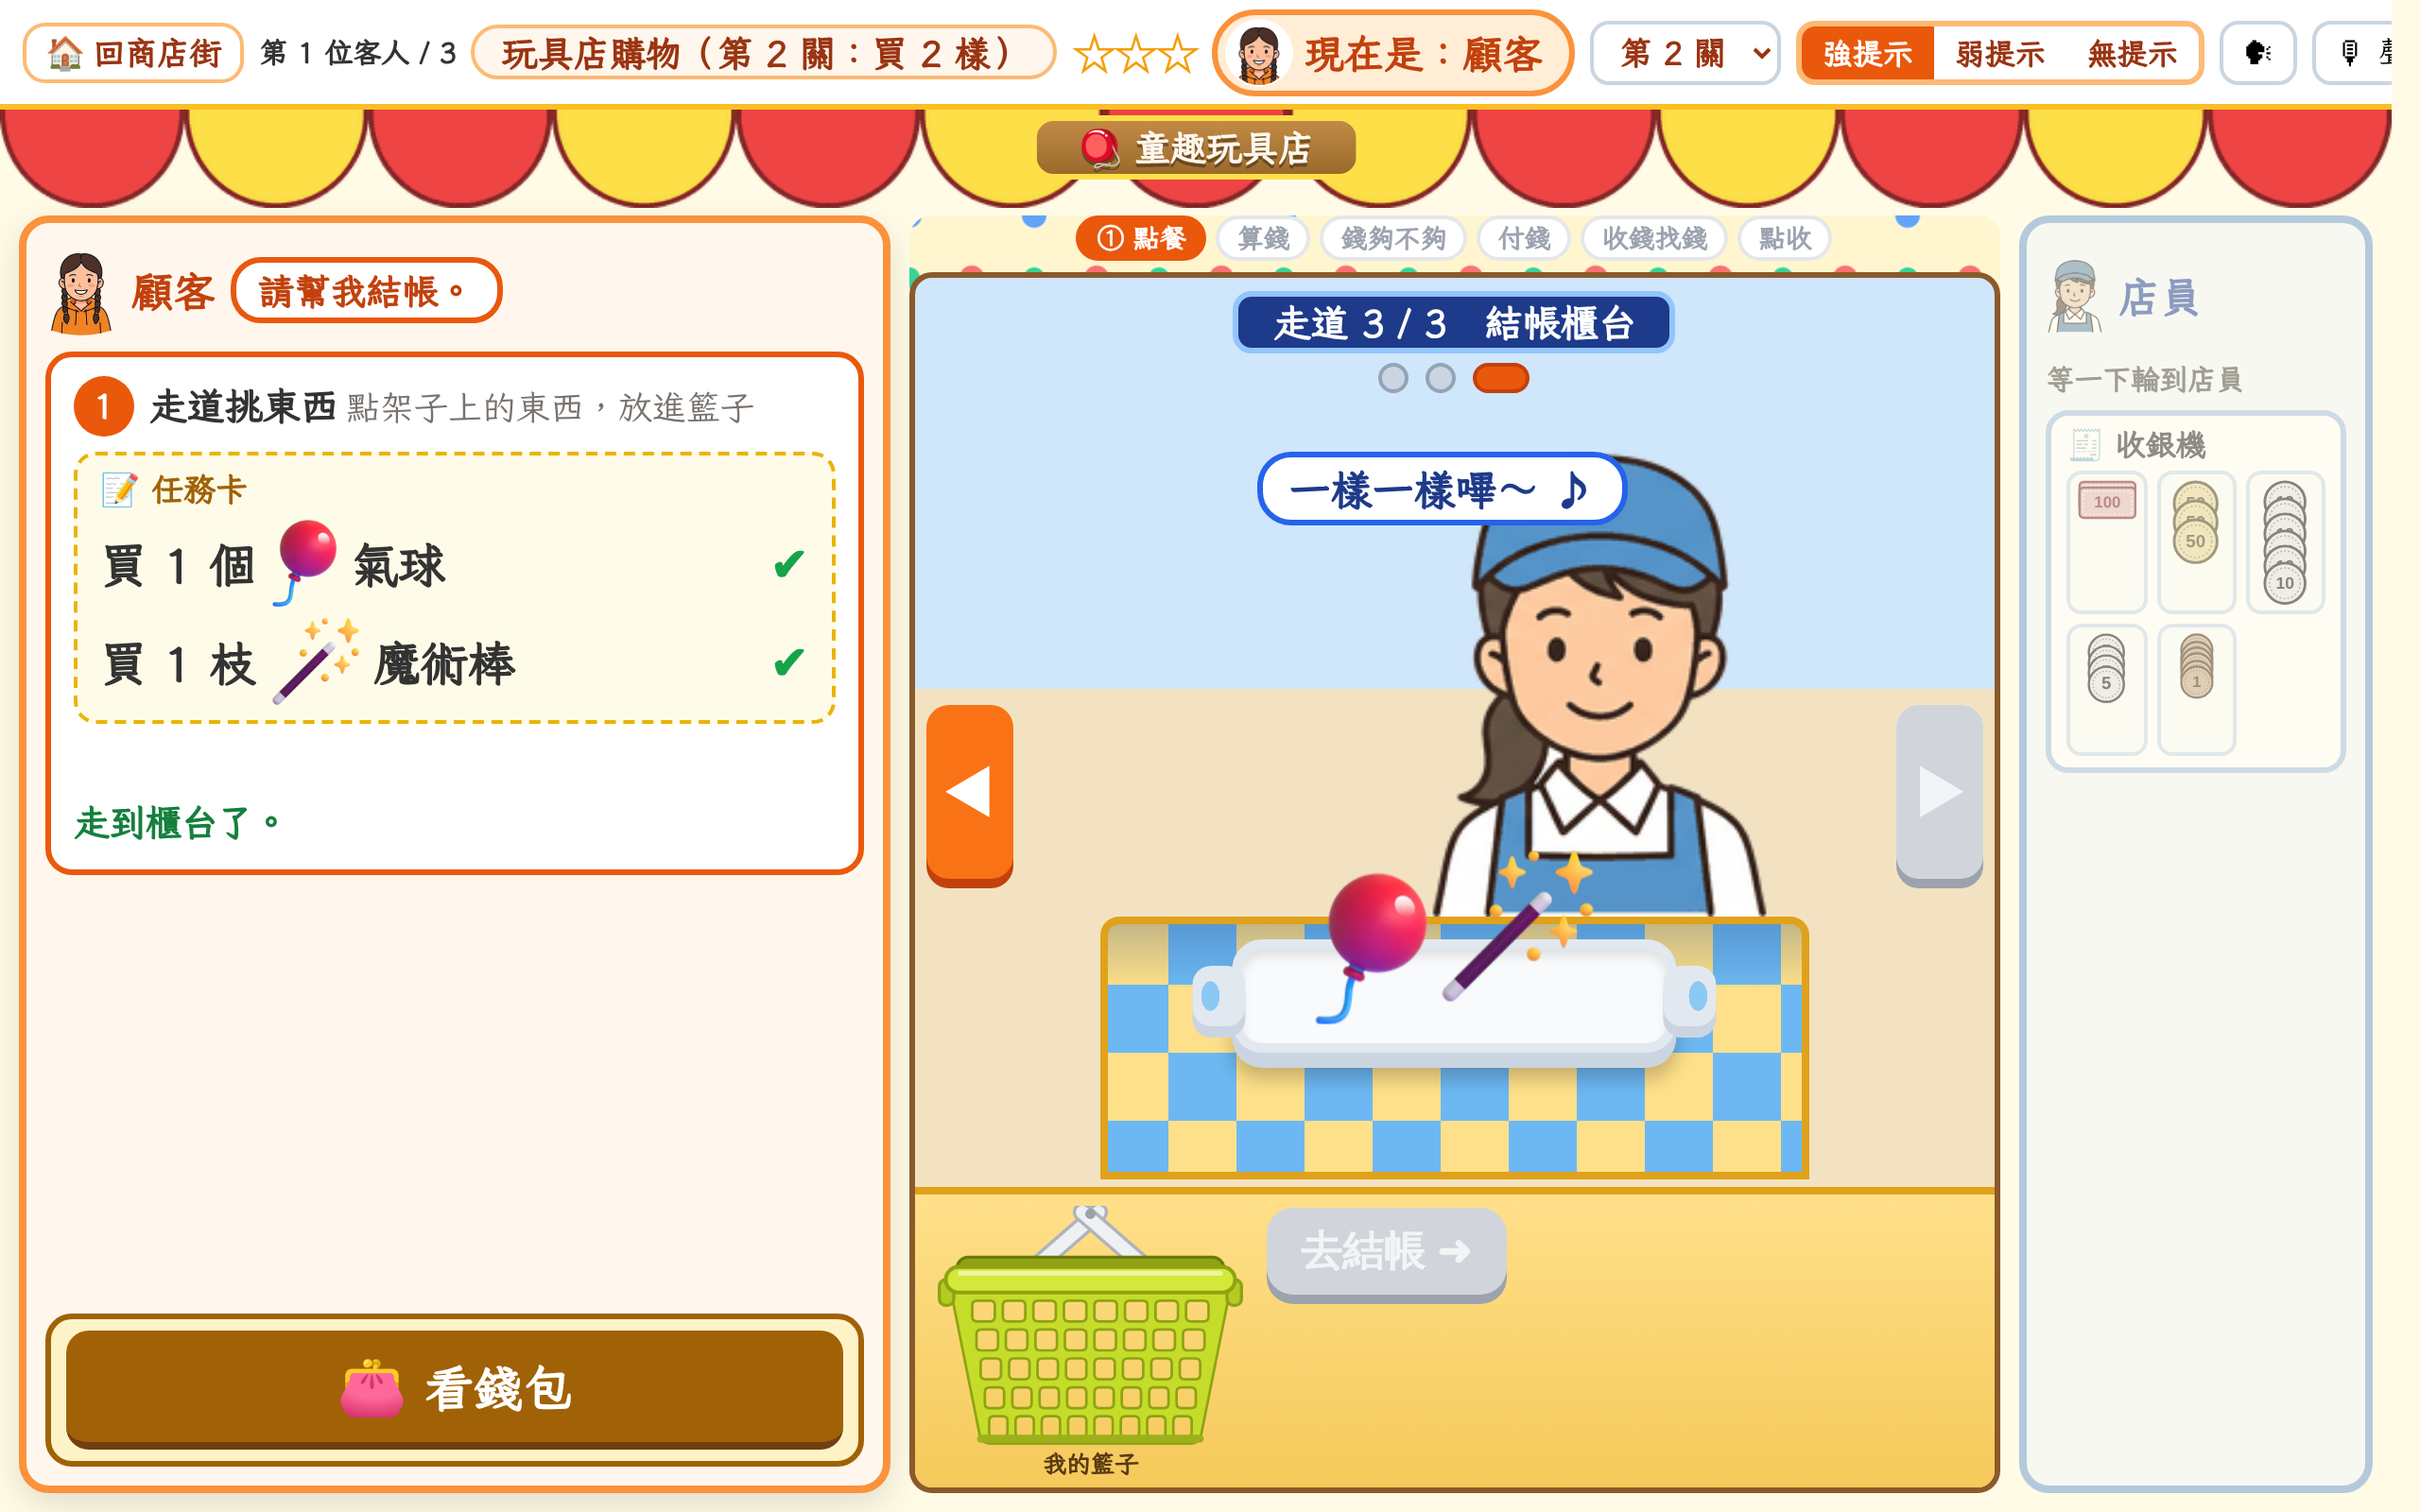 回商店街
第 1 位客人 / 3
玩具店購物（第 2 關：買 2 樣）
現在是：顧客
第 2 關
強提示 弱提示 無提示
童趣玩具店
顧客
請幫我結帳。
1 走道挑東西 點架子上的東西，放進籃子
任務卡
買 1 個 氣球 ✔
買 1 枝 魔術棒 ✔
走到櫃台了。
看錢包
① 點餐 算錢 錢夠不夠 付錢 收錢找錢 點收
走道 3 / 3 結帳櫃台
一樣一樣嗶～ ♪
去結帳 ➜
我的籃子
店員
等一下輪到店員
收銀機
100
50
10
5
1